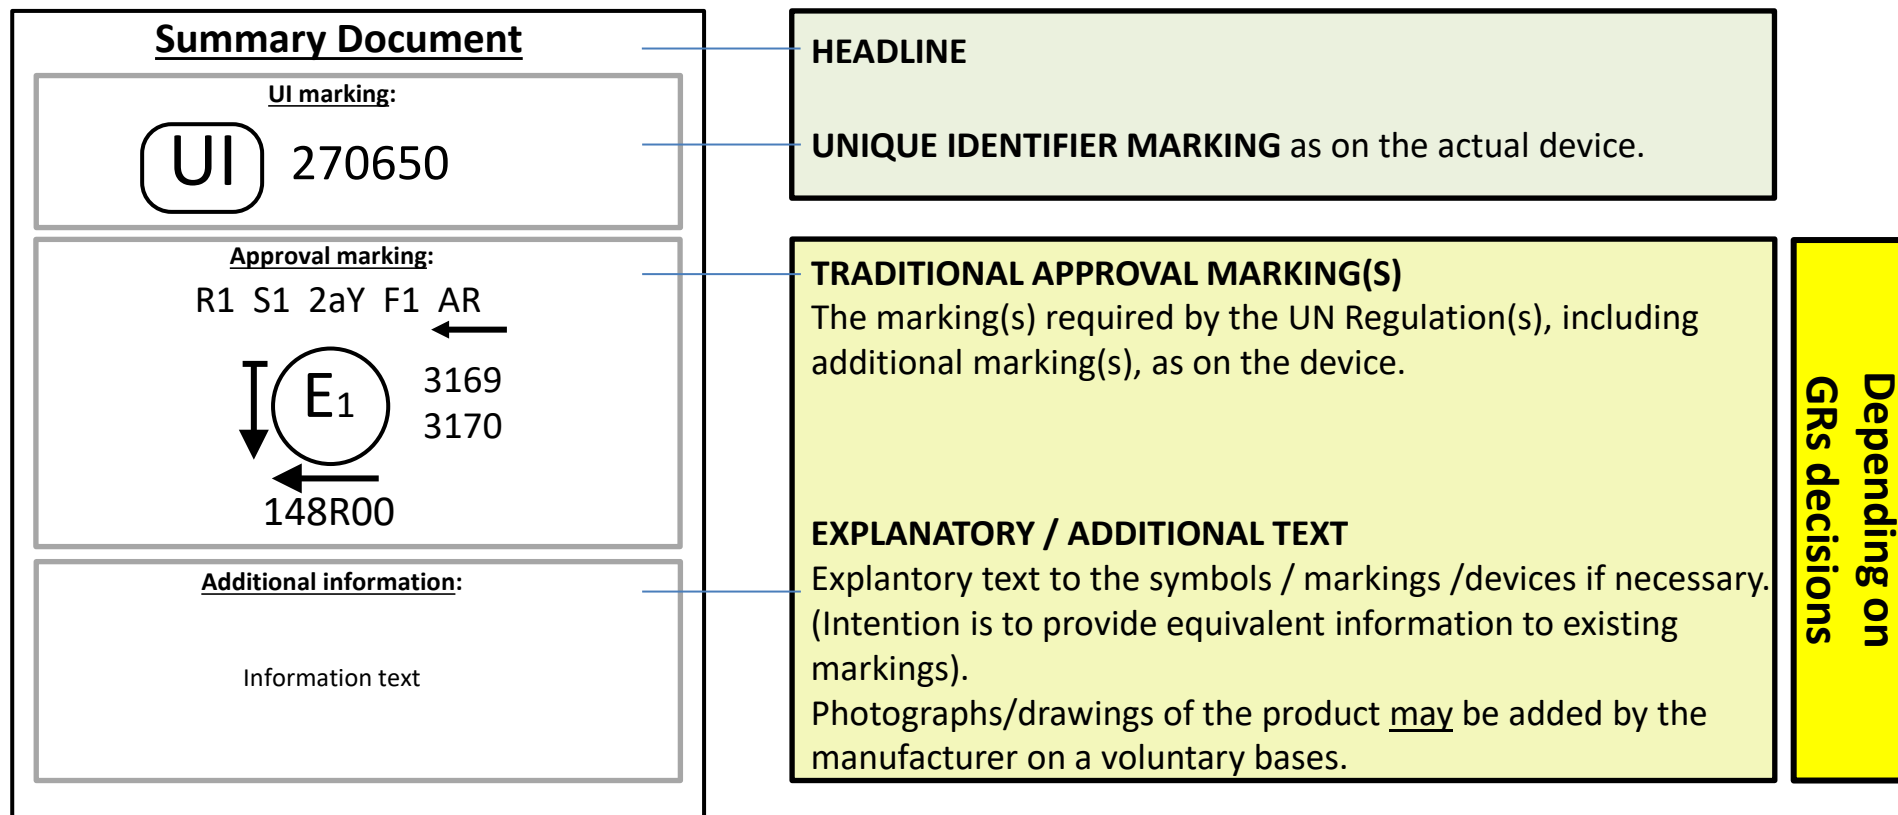 Summary Document
UI marking:
UI 270650
Approval marking:
R1 S1 2aY F1 AR
E1
3169
3170
148R00
Additional information:
Information text
HEADLINE
UNIQUE IDENTIFIER MARKING as on the actual device.
TRADITIONAL APPROVAL MARKING(S)
The marking(s) required by the UN Regulation(s), including
additional marking(s), as on the device.
EXPLANATORY / ADDITIONAL TEXT
Explantory text to the symbols / markings /devices if necessary.
(Intention is to provide equivalent information to existing
markings).
Photographs/drawings of the product may be added by the
manufacturer on a voluntary bases.
Depending on
GRs decisions